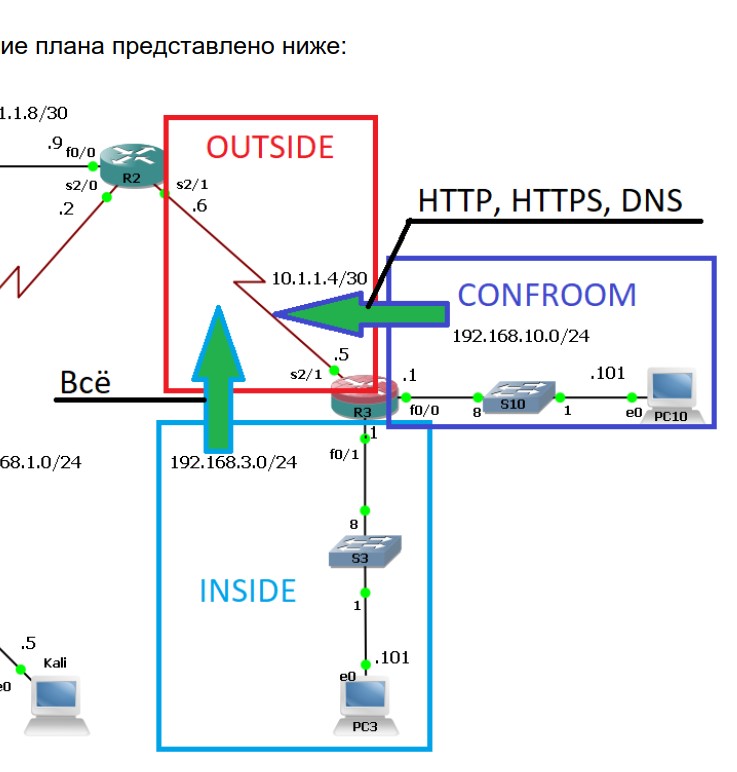 ие плана представлено ниже:
1.1.8/30
.9 f0/0
R2
OUTSIDE
s2/0
s2/1
.2
.6
HTTP, HTTPS, DNS
10.1.1.4/30
CONFROOM
192.168.10.0/24
.5
s2/1
.1
.101
Всё
R3
f0/0
8
S10
1
e0
PC10
.1
f0/1
68.1.0/24
192.168.3.0/24
8
S3
INSIDE
1
.5
Kali
e0
.101
e0
PC3